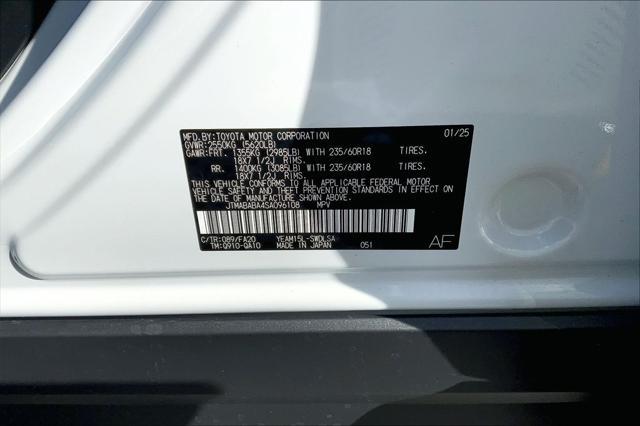 MFD.BY:TOYOTA MOTOR CORPORATION 01/25
GVWR:2550KG (5620LB)
GAWR:FRT. 1355KG (2985LB) WITH 235/60R18 TIRES.
18X7 1/2J RIMS.
RR. 1400KG (3085LB) WITH 235/60R18 TIRES.
18X7 1/2J RIMS.
THIS VEHICLE CONFORMS TO ALL APPLICABLE FEDERAL MOTOR
VEHICLE SAFETY AND THEFT PREVENTION STANDARDS IN EFFECT ON
THE DATE OF MANUFACTURE SHOWN ABOVE.
JTMABABA4SA096108 MPV
C/TR:089/FA20 YEAM15L-SWDLSA
TM:Q910-QA10 MADE IN JAPAN 051 AF